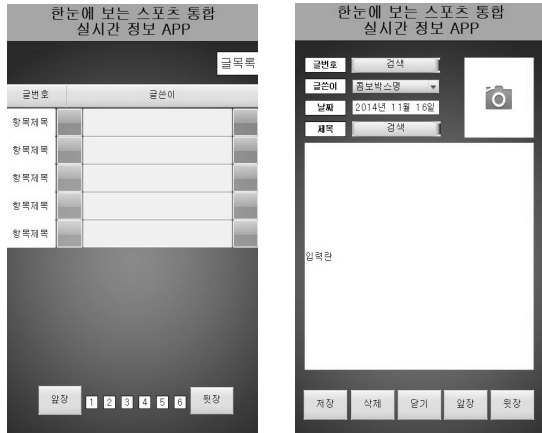 한눈에 보는 스포츠 통합
실시간 정보 APP
글목록
글번호 글쓴이
항목제목
항목제목
항목제목
항목제목
항목제목
앞장 1 2 3 4 5 6 뒷장
한눈에 보는 스포츠 통합
실시간 정보 APP
글번호 검색
글쓴이 콤보박스명
날짜 2014년 11월 16일
제목 검색
입력란
저장 삭제 닫기 앞장 뒷장